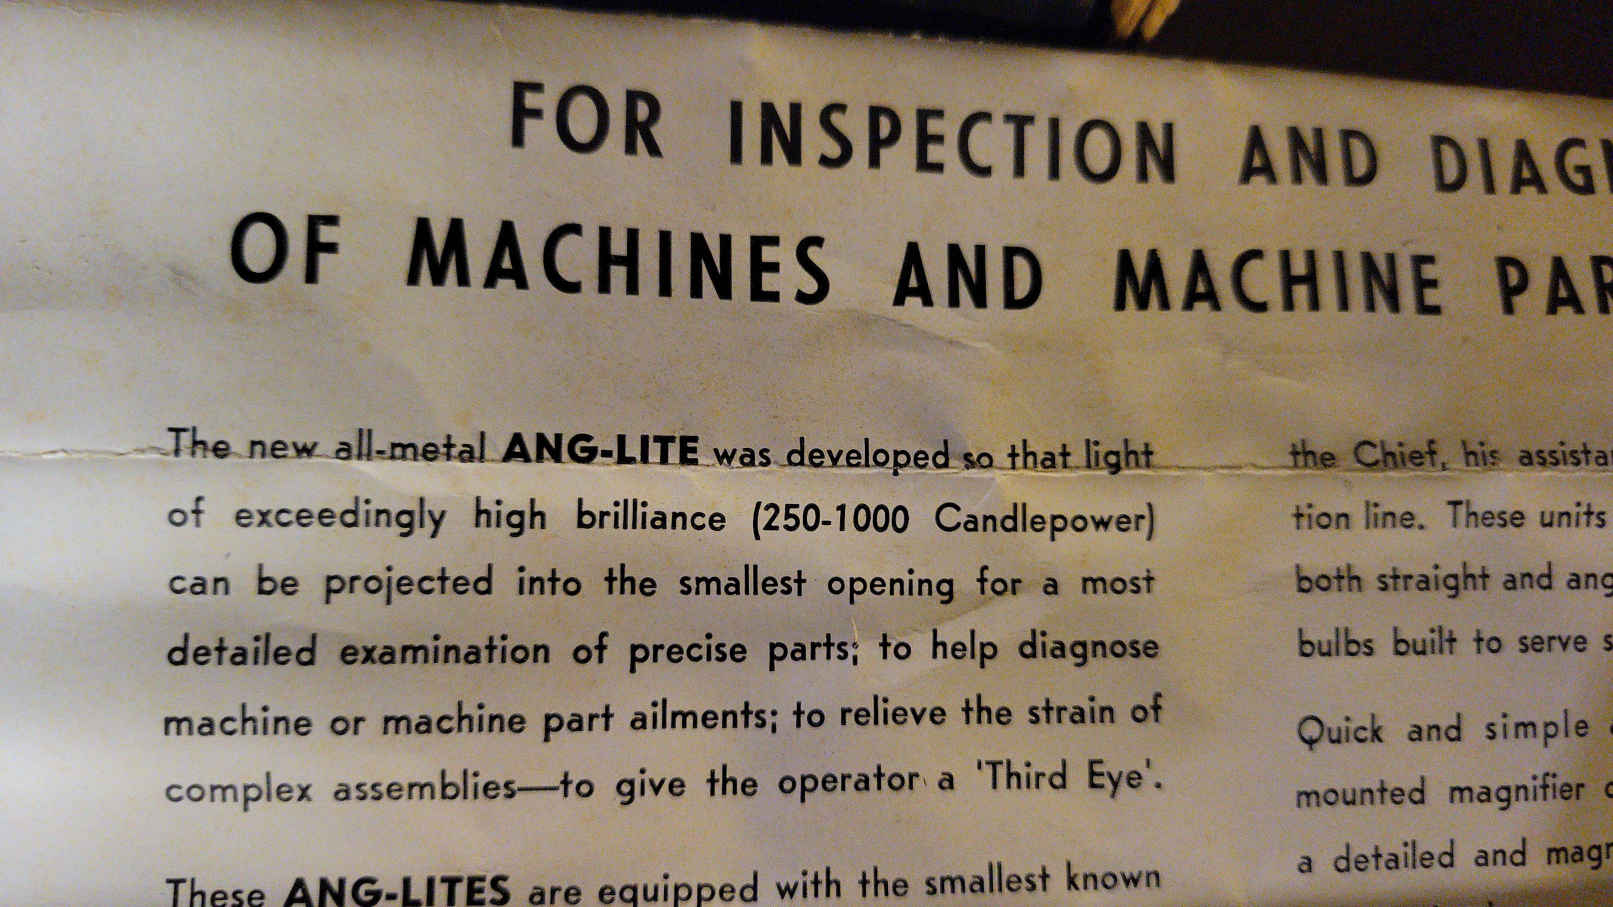 FOR INSPECTION AND
OF MACHINES AND MACHINE
The new all-metal ANG-LITE was developed so that light
of exceedingly high brilliance (250-1000 Candlepower)
can be projected into the smallest opening for a most
detailed examination of precise parts; to help diagnose
machine or machine part ailments; to relieve the strain of
complex assemblies—to give the operator a 'Third Eye'.
These ANG-LITES are equipped with the smallest known
the Chief, his
tion line. These units
both straight and
bulbs built to serve
Quick and simple
mounted magnifier
a detailed and